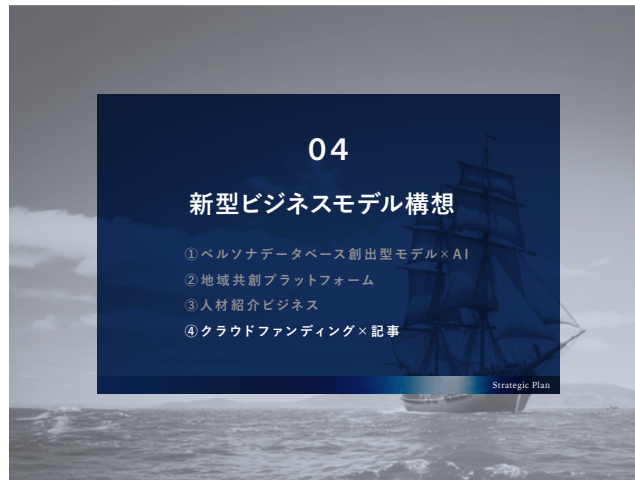 04
新型ビジネスモデル構想
①ペルソナデータベース創出型モデル×AI
②地域共創プラットフォーム
③人材紹介ビジネス
④クラウドファンディング×記事
Strategic Plan